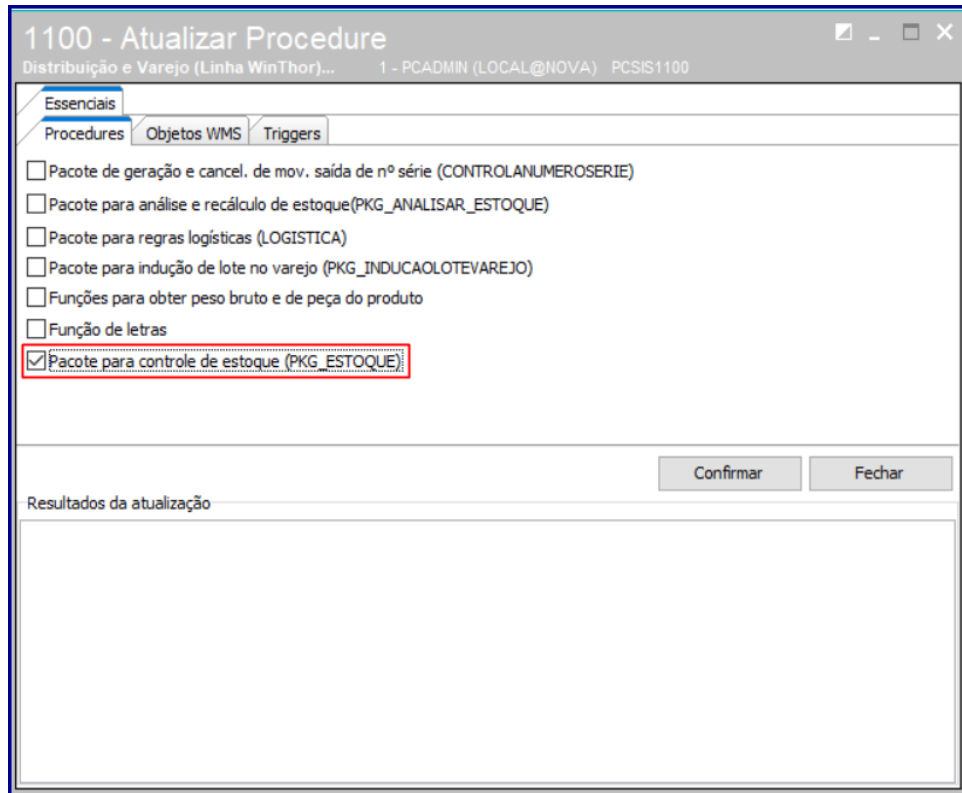 1100 - Atualizar Procedure
Distribuição e Varejo (Linha WinThor)... 1 - PCADMIN (LOCAL@NOVA) PCSIS1100
Essenciais
Procedures Objetos WMS Triggers
Pacote de geração e cancel. de mov. saída de nº série (CONTROLANUMEROSERIE)
Pacote para análise e recálculo de estoque(PKG_ANALISAR_ESTOQUE)
Pacote para regras logísticas (LOGISTICA)
Pacote para indução de lote no varejo (PKG_INDUCAOLOTEVAREJO)
Funções para obter peso bruto e de peça do produto
Função de letras
Pacote para controle de estoque (PKG_ESTOQUE)
Confirmar Fechar
Resultados da atualização